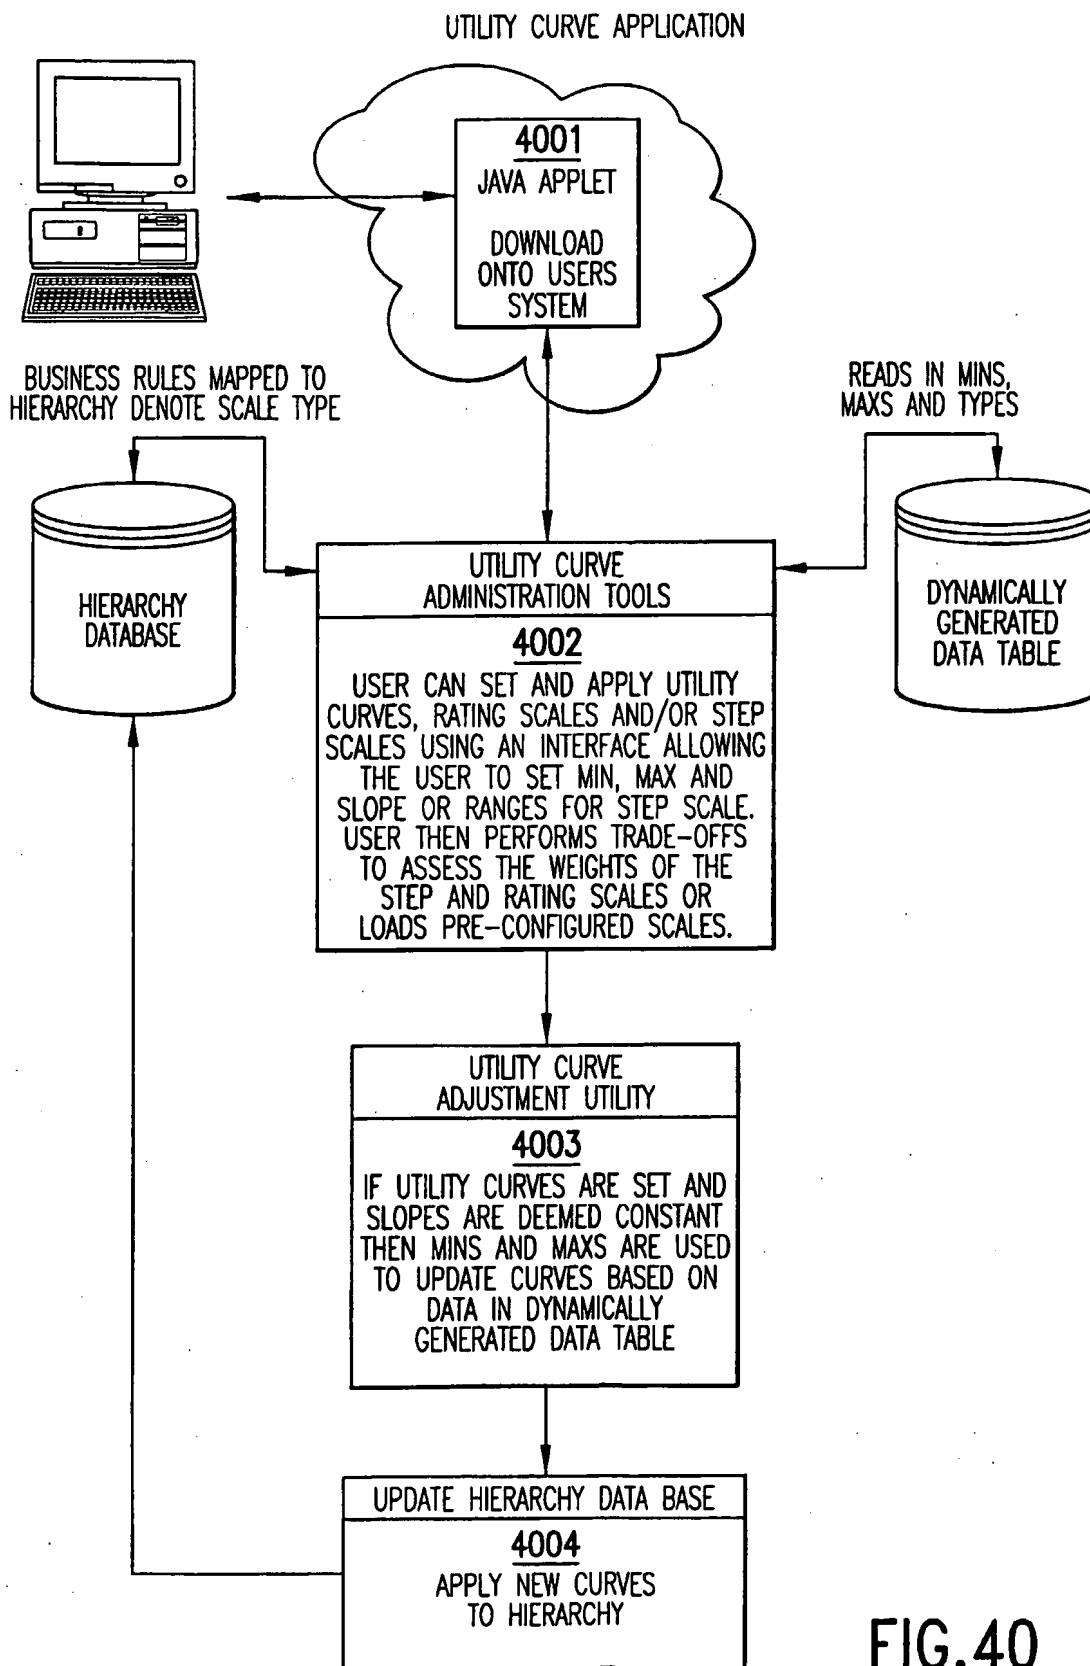 UTILITY CURVE APPLICATION
4001
JAVA APPLET
DOWNLOAD
ONTO USERS
SYSTEM
BUSINESS RULES MAPPED TO
HIERARCHY DENOTE SCALE TYPE
READS IN MINS,
MAXS AND TYPES
HIERARCHY
DATABASE
DYNAMICALLY
GENERATED
DATA TABLE
UTILITY CURVE
ADMINISTRATION TOOLS
4002
USER CAN SET AND APPLY UTILITY
CURVES, RATING SCALES AND/OR STEP
SCALES USING AN INTERFACE ALLOWING
THE USER TO SET MIN, MAX AND
SLOPE OR RANGES FOR STEP SCALE.
USER THEN PERFORMS TRADE-OFFS
TO ASSESS THE WEIGHTS OF THE
STEP AND RATING SCALES OR
LOADS PRE-CONFIGURED SCALES.
UTILITY CURVE
ADJUSTMENT UTILITY
4003
IF UTILITY CURVES ARE SET AND
SLOPES ARE DEEMED CONSTANT
THEN MINS AND MAXS ARE USED
TO UPDATE CURVES BASED ON
DATA IN DYNAMICALLY
GENERATED DATA TABLE
UPDATE HIERARCHY DATA BASE
4004
APPLY NEW CURVES
TO HIERARCHY
FIG.40